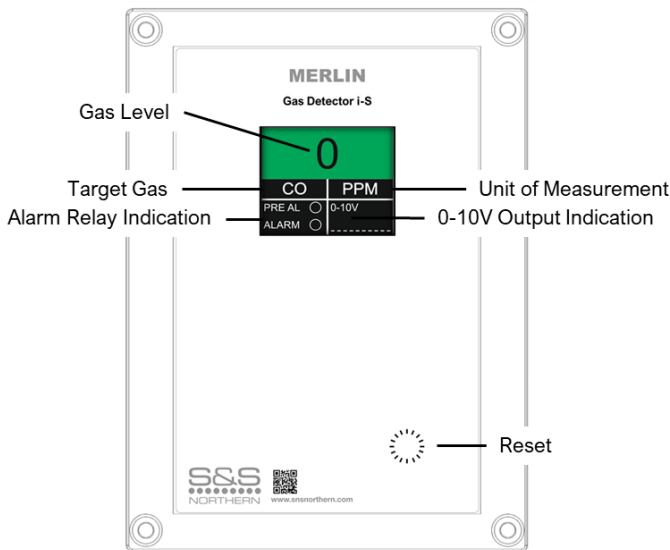 MERLIN
Gas Detector i-S
Gas Level
0
Target Gas
CO
PPM
Unit of Measurement
Alarm Relay Indication
PRE AL
0-10V
0-10V Output Indication
ALARM
Reset
S&S
NORTHERN
www.snsnorthern.com